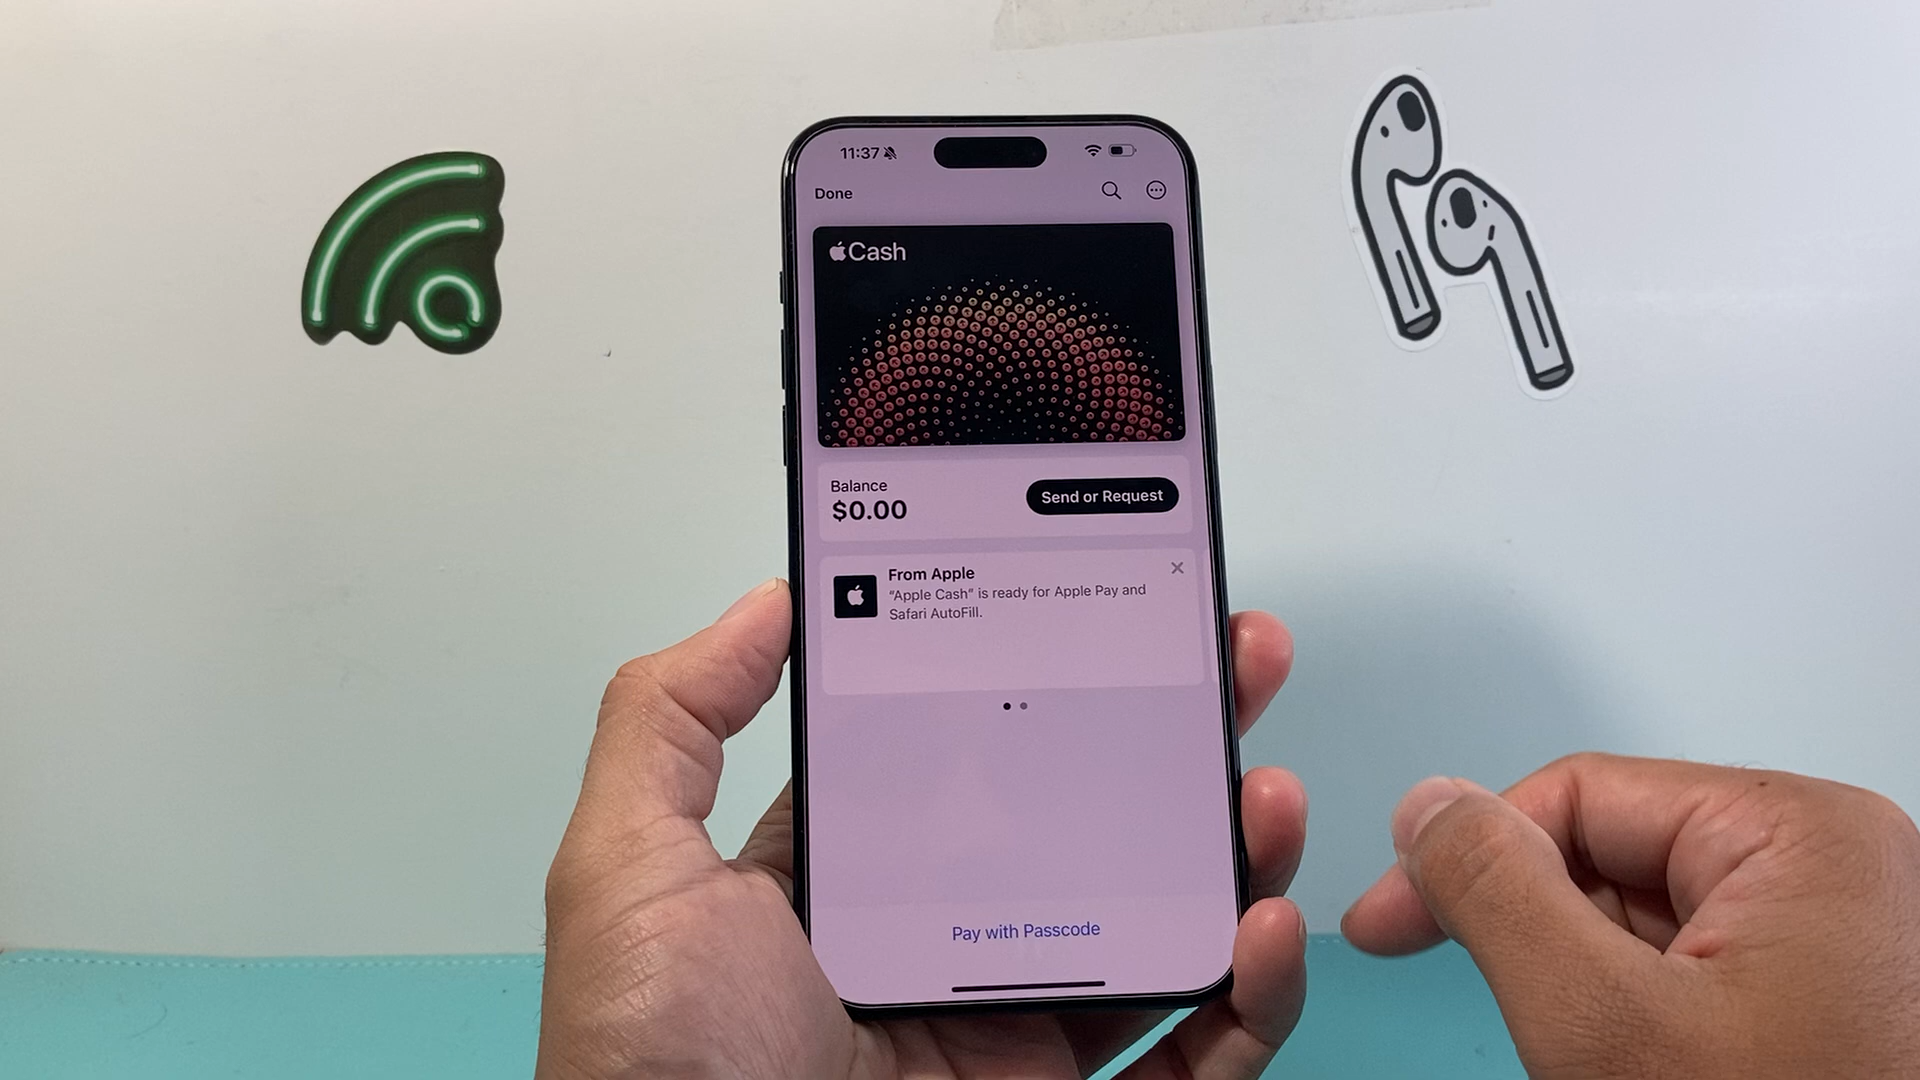 11:37
Done
Cash
Balance
$0.00
Send or Request
From Apple
“Apple Cash” is ready for Apple Pay and
Safari AutoFill.
Pay with Passcode